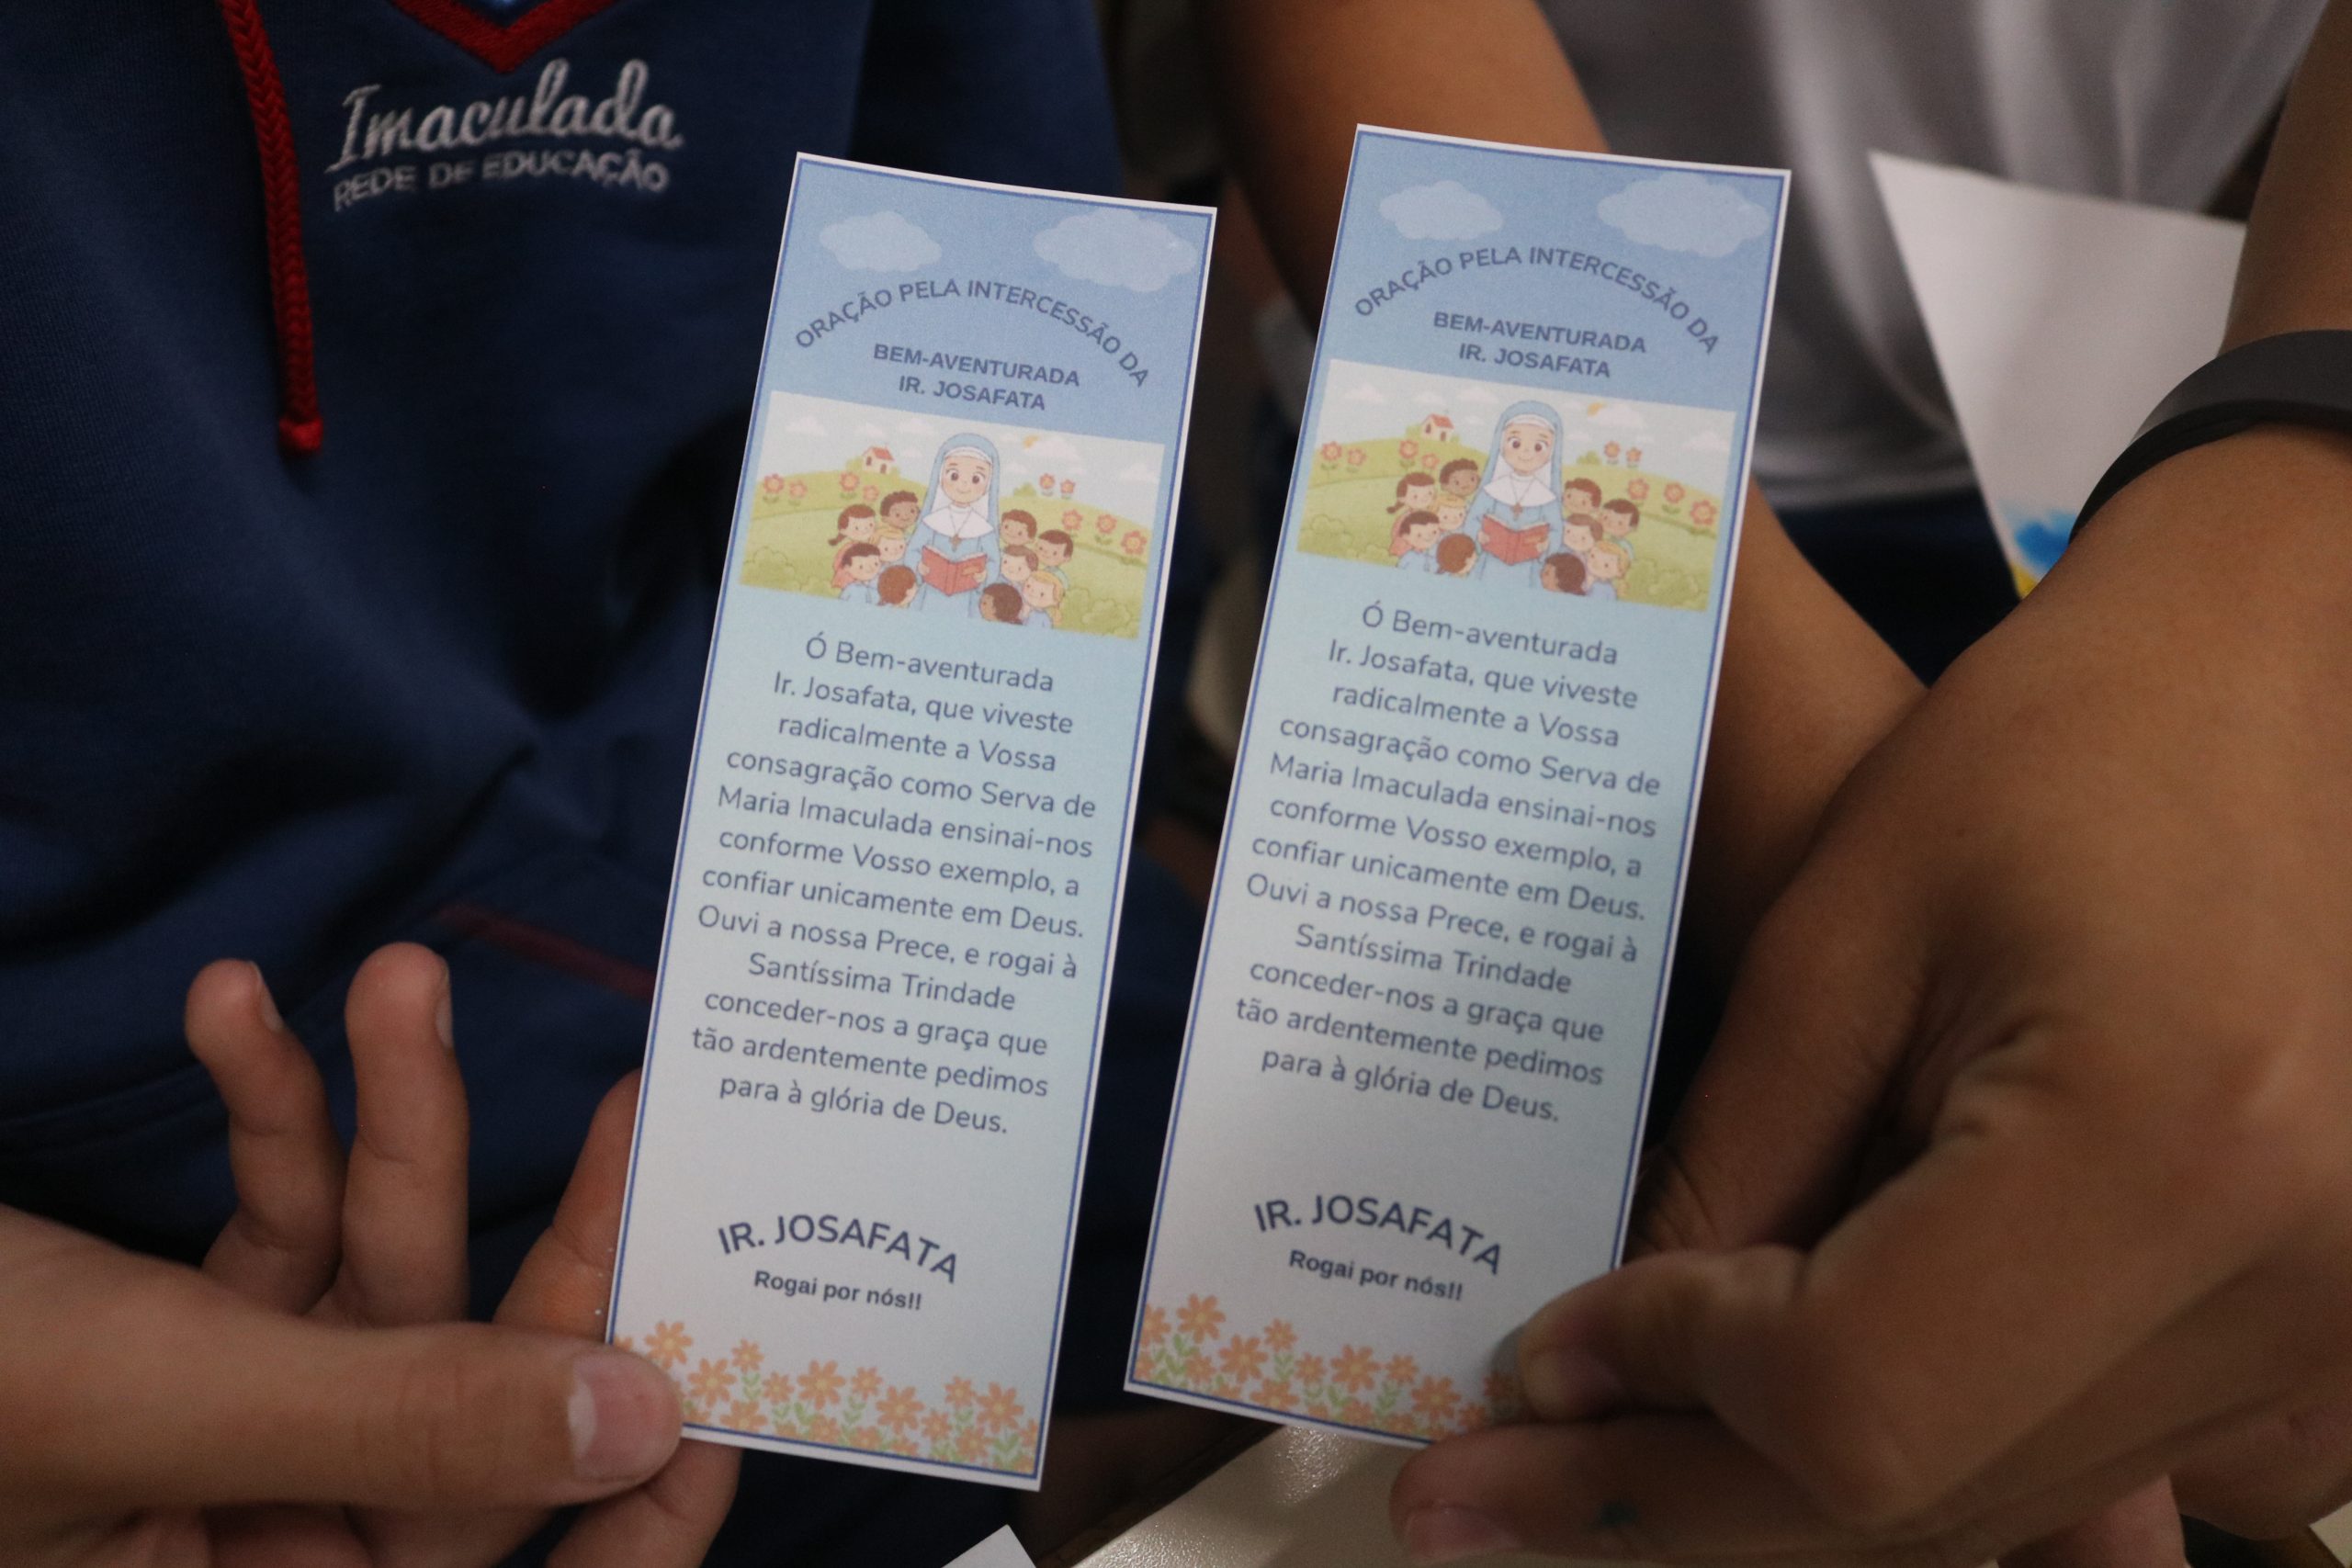 Imaculada
REDE DE EDUCAÇÃO
ORAÇÃO PELA INTERCESSÃO DA
BEM-AVENTURADA
IR. JOSAFATA
Ó Bem-aventurada
Ir. Josafata, que viveste
radicalmente a Vossa
consagração como Serva de
Maria Imaculada ensinai-nos
conforme Vosso exemplo, a
confiar unicamente em Deus.
Ouvi a nossa Prece, e rogai à
Santíssima Trindade
conceder-nos a graça que
tão ardentemente pedimos
para à glória de Deus.
IR. JOSAFATA
Rogai por nós!!
ORAÇÃO PELA INTERCESSÃO DA
BEM-AVENTURADA
IR. JOSAFATA
Ó Bem-aventurada
Ir. Josafata, que viveste
radicalmente a Vossa
consagração como Serva de
Maria Imaculada ensinai-nos
conforme Vosso exemplo, a
confiar unicamente em Deus.
Ouvi a nossa Prece, e rogai à
Santíssima Trindade
conceder-nos a graça que
tão ardentemente pedimos
para à glória de Deus.
IR. JOSAFATA
Rogai por nós!!